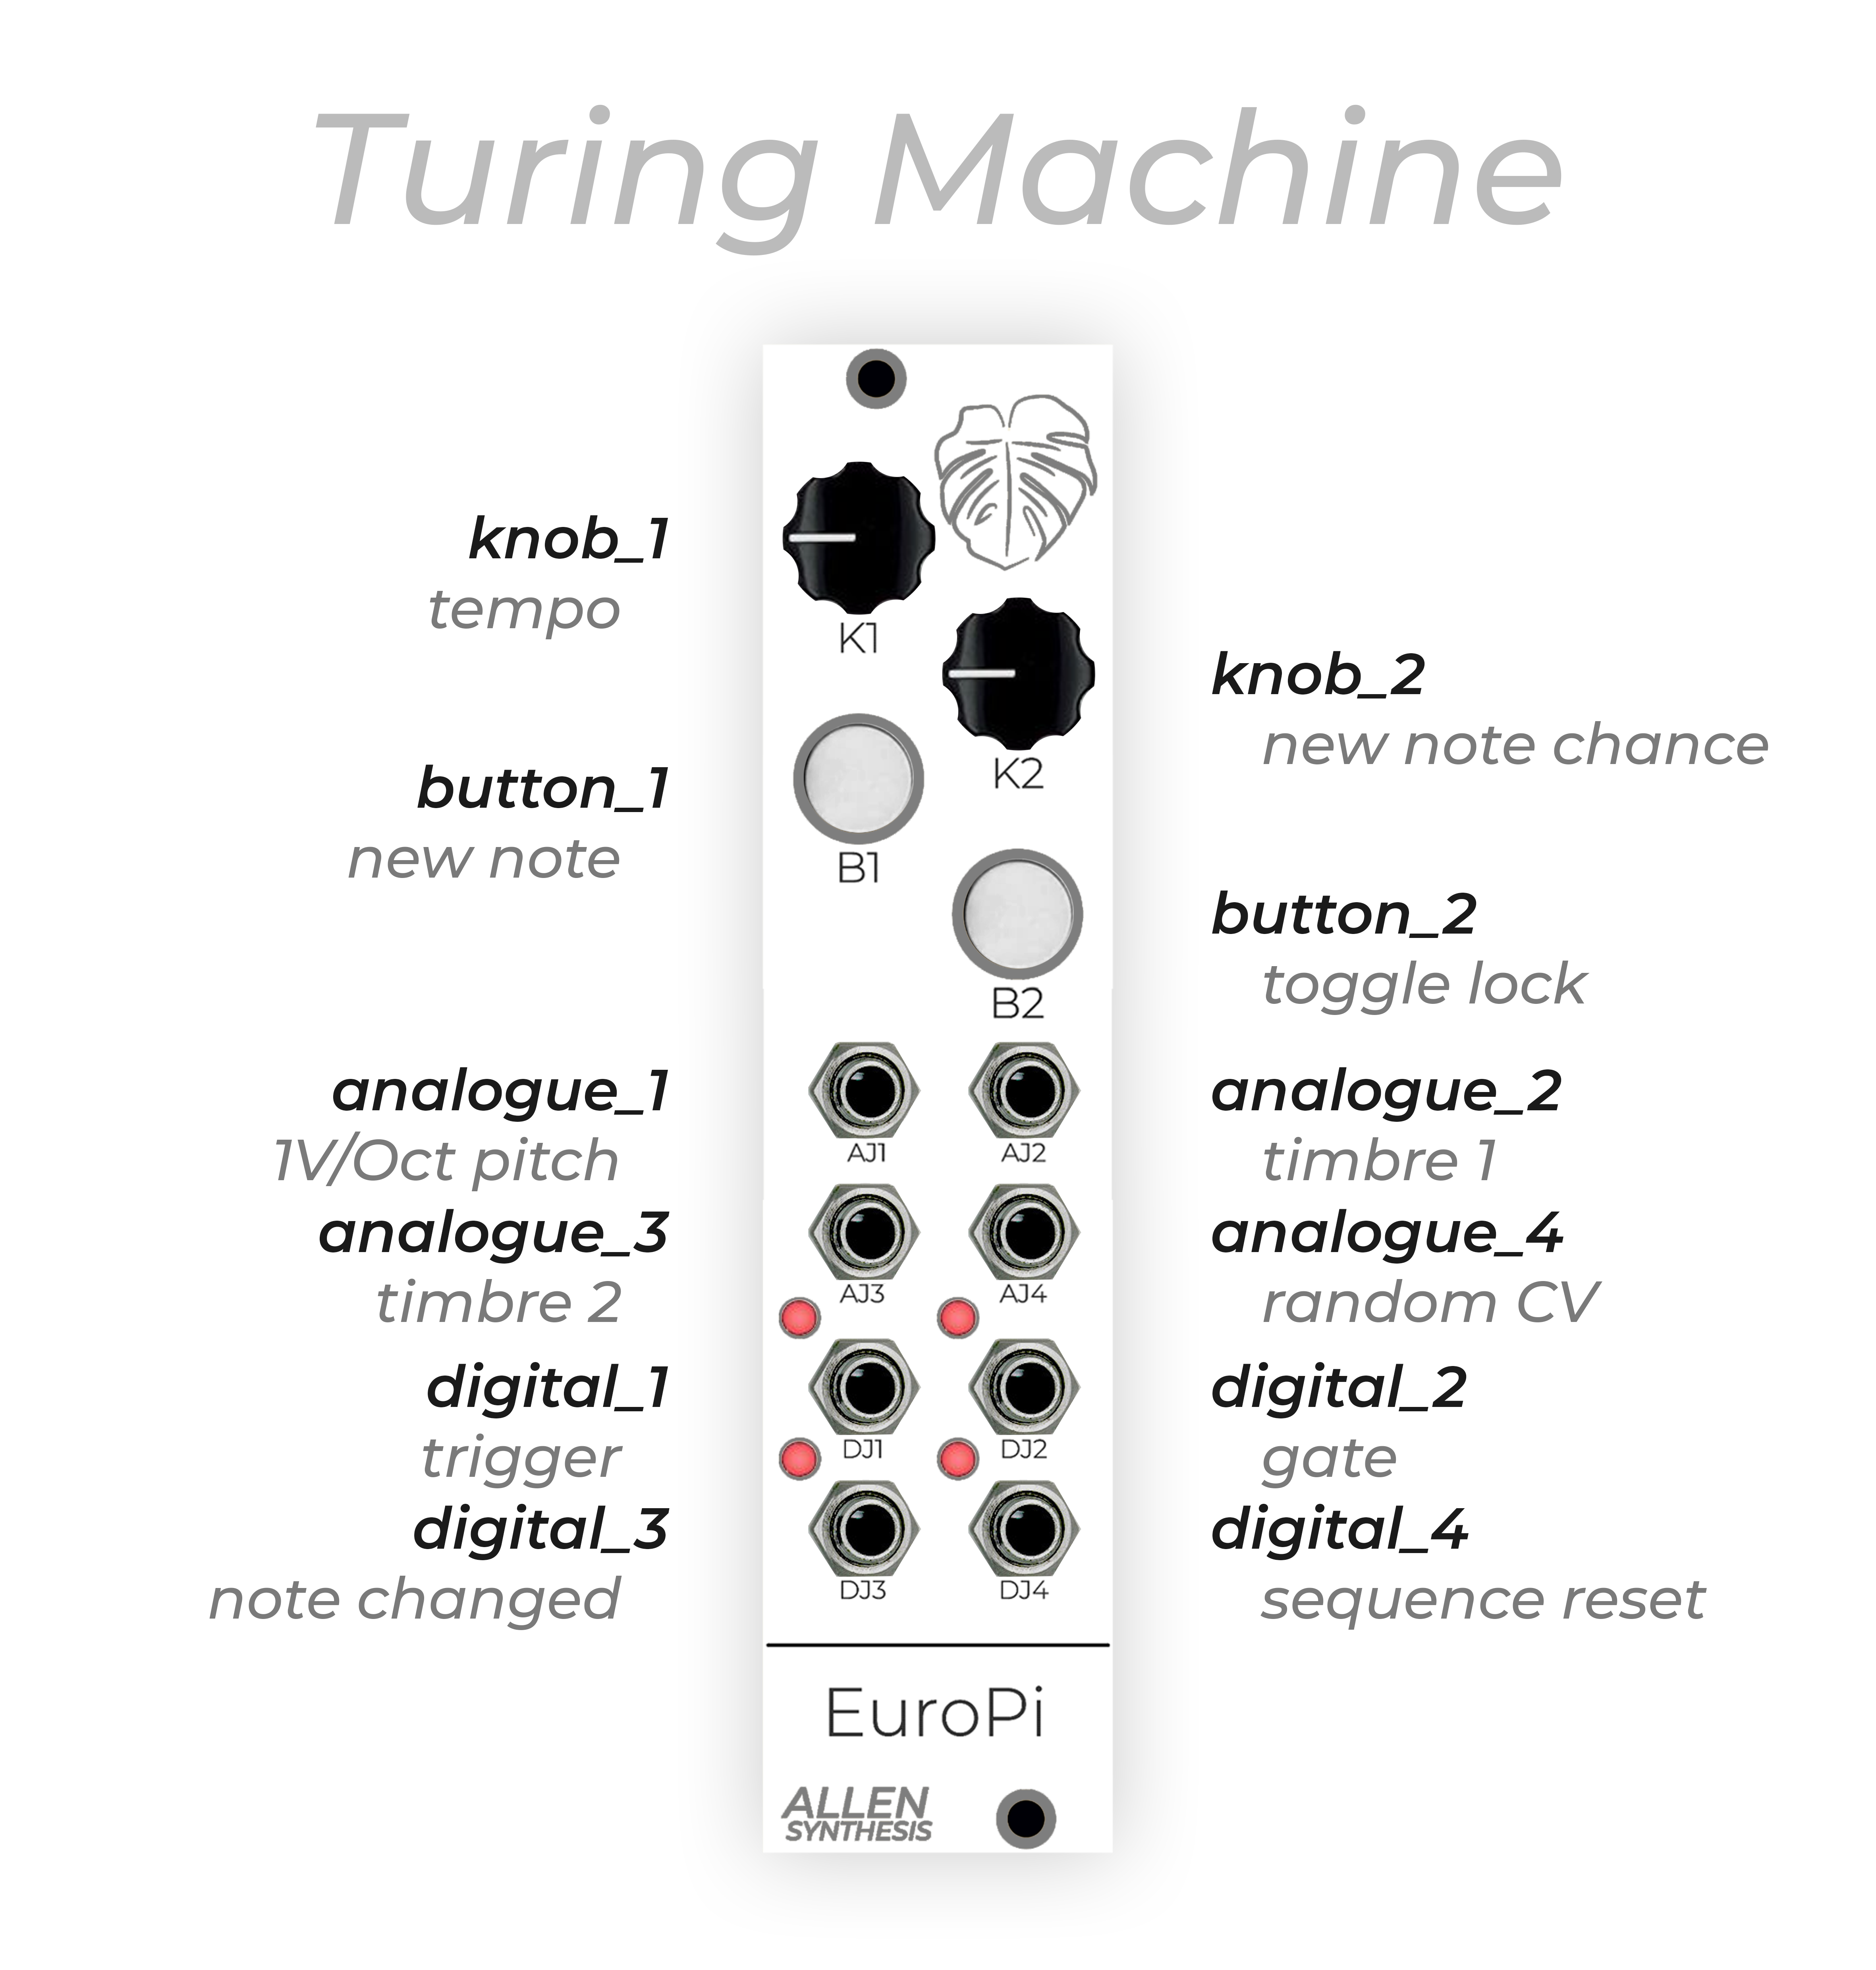 Turing Machine
knob_1
tempo
K1
knob_2
new note chance
K2
button_1
new note
B1
button_2
toggle lock
B2
analogue_1
1V/Oct pitch
AJ1
AJ2
analogue_2
timbre 1
analogue_3
timbre 2
AJ3
AJ4
analogue_4
random CV
digital_1
trigger
DJ1
DJ2
digital_2
gate
digital_3
note changed
DJ3
DJ4
digital_4
sequence reset
EuroPi
ALLEN
SYNTHESIS